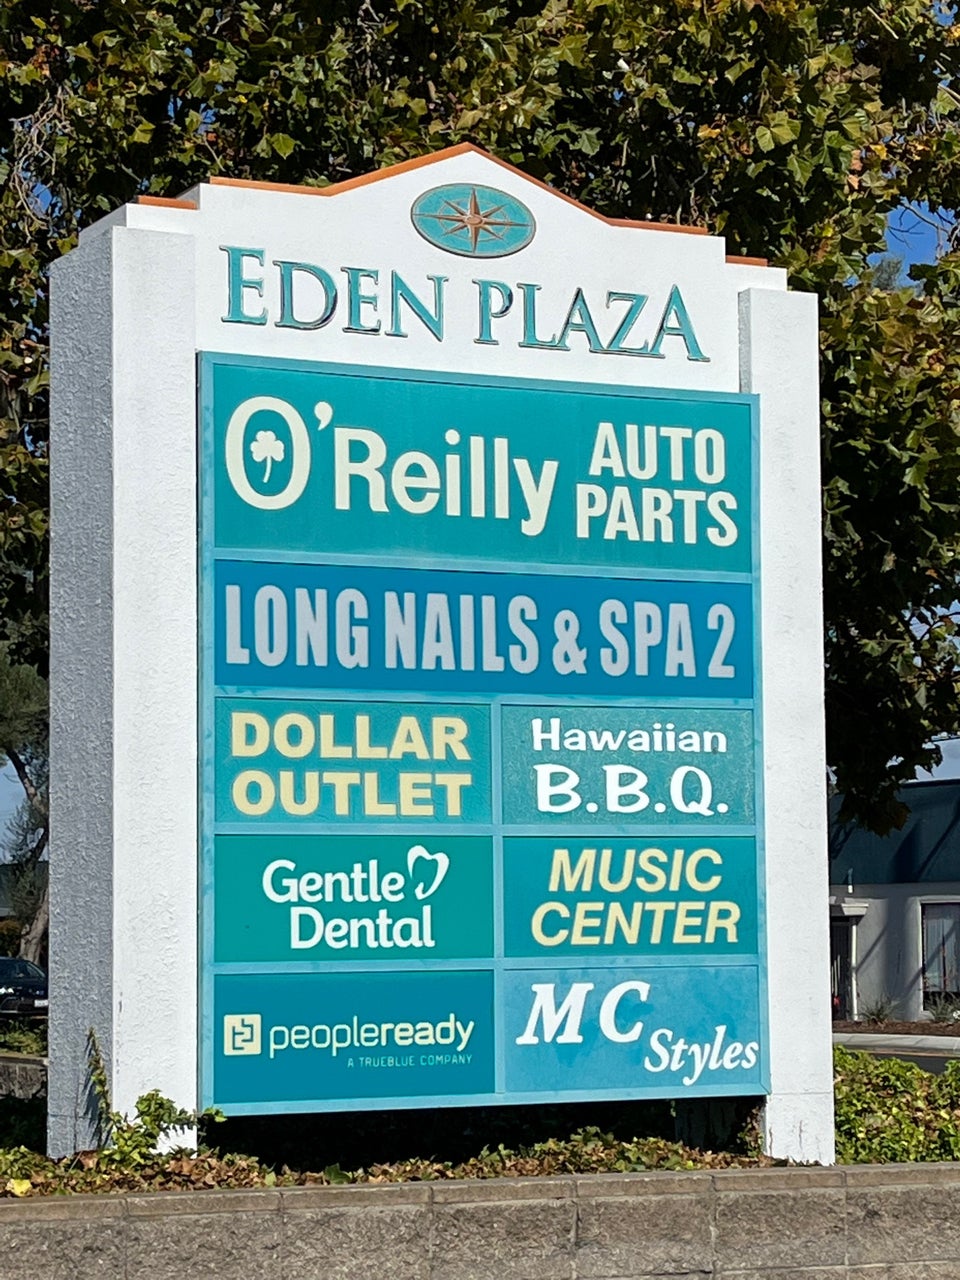 EDEN PLAZA
O'Reilly AUTO PARTS
LONG NAILS & SPA 2
DOLLAR
OUTLET
Hawaiian
B.B.Q.
Gentle
Dental
MUSIC
CENTER
peopleready
A TRUEBLUE COMPANY
MC
Styles